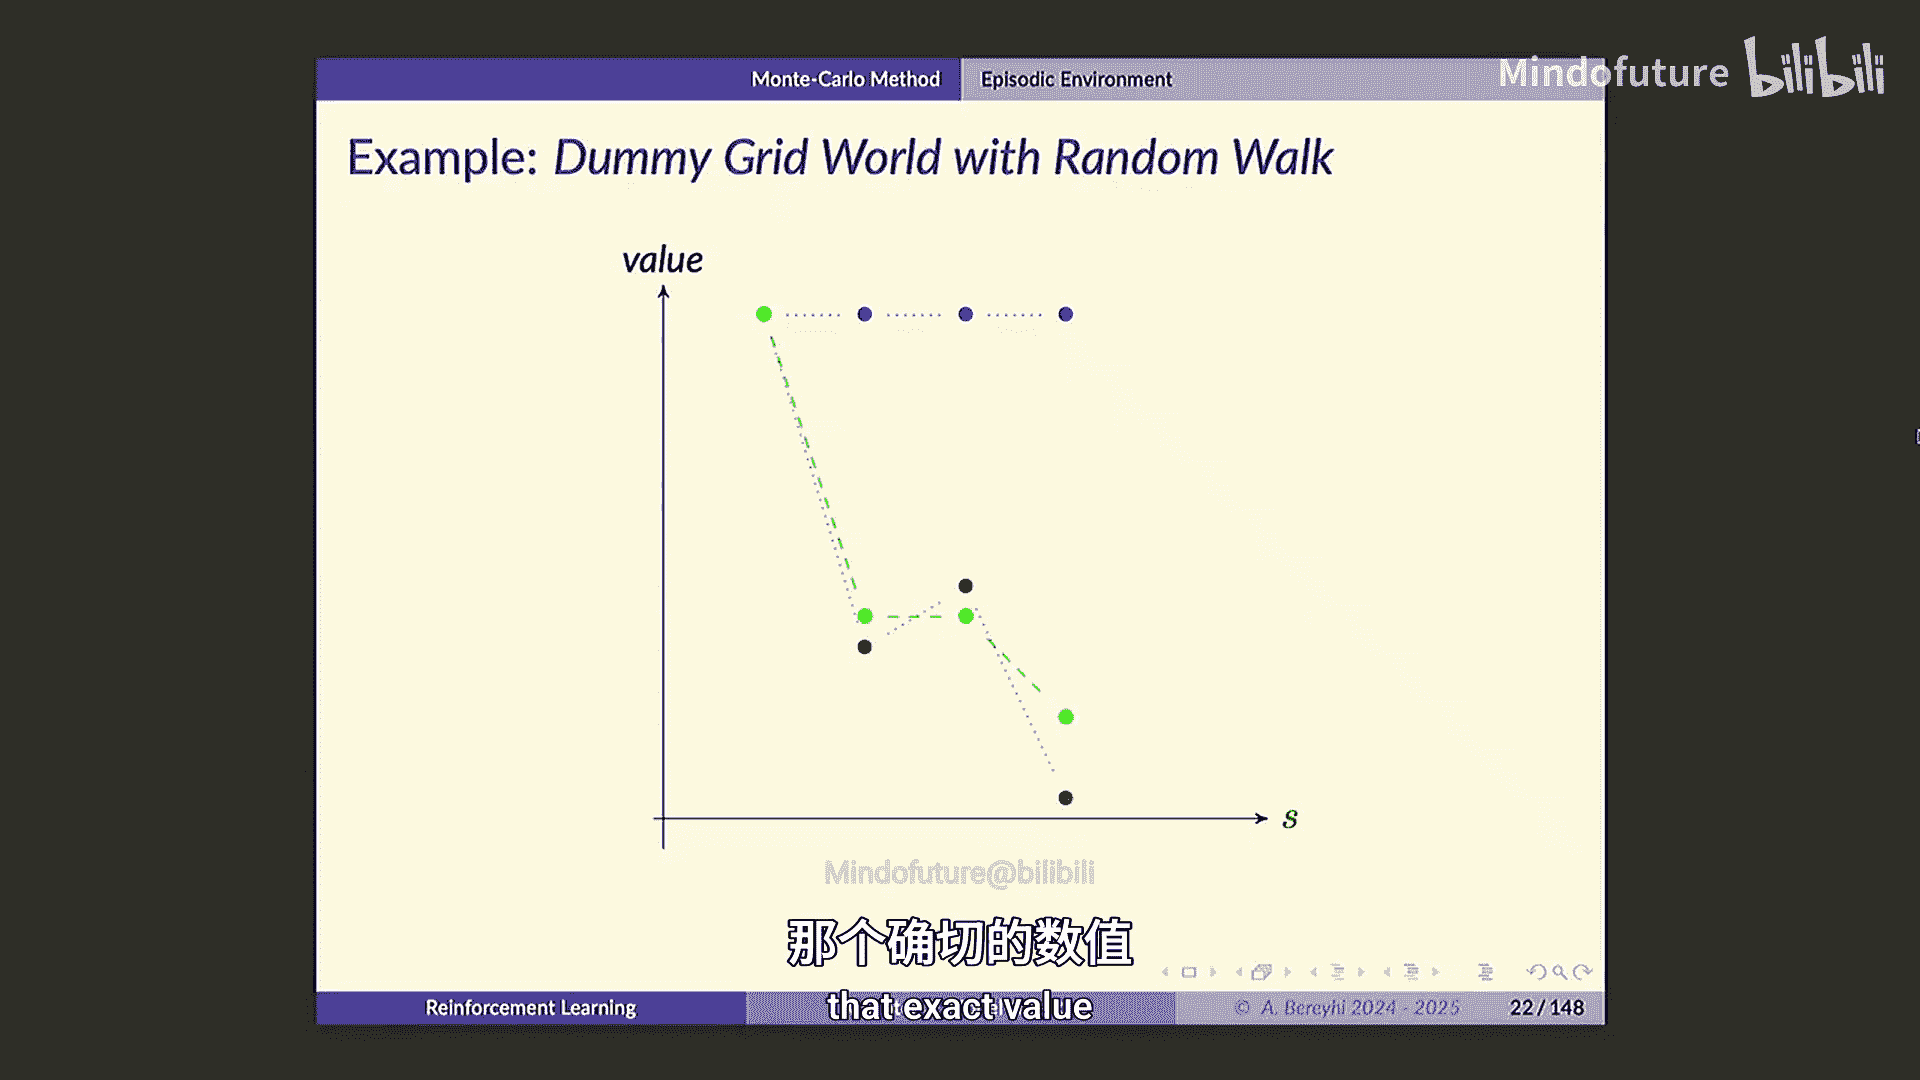 Monte-Carlo Method
Episodic Environment
Mindofuture bilibili
Example: Dummy Grid World with Random Walk
value
s
Mindofuture@bilibili
那个确切的数值
that exact value
Reinforcement Learning
© A. Bereyhi 2024 - 2025
22 / 148